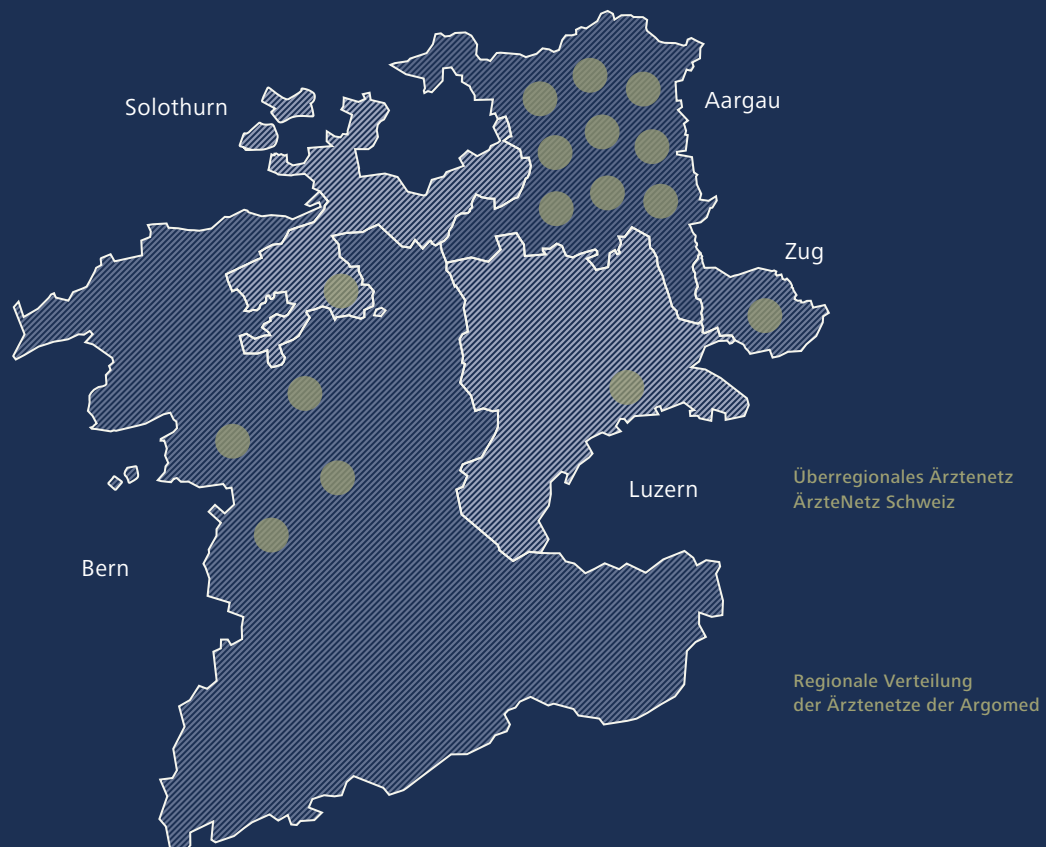 Solothurn
Aargau
Zug
Überregionales Ärztenetz
ÄrzteNetz Schweiz
Luzern
Bern
Regionale Verteilung
der Ärztenetze der Argomed